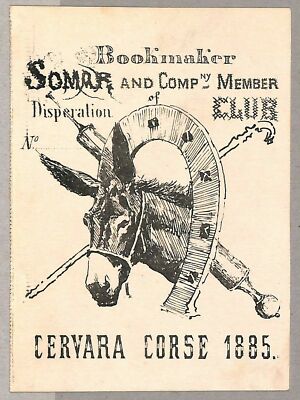 Bookmaker
SOMAR AND COMPNY MEMBER
Disperation of CLUB
No
CERVARA CORSE 1885.